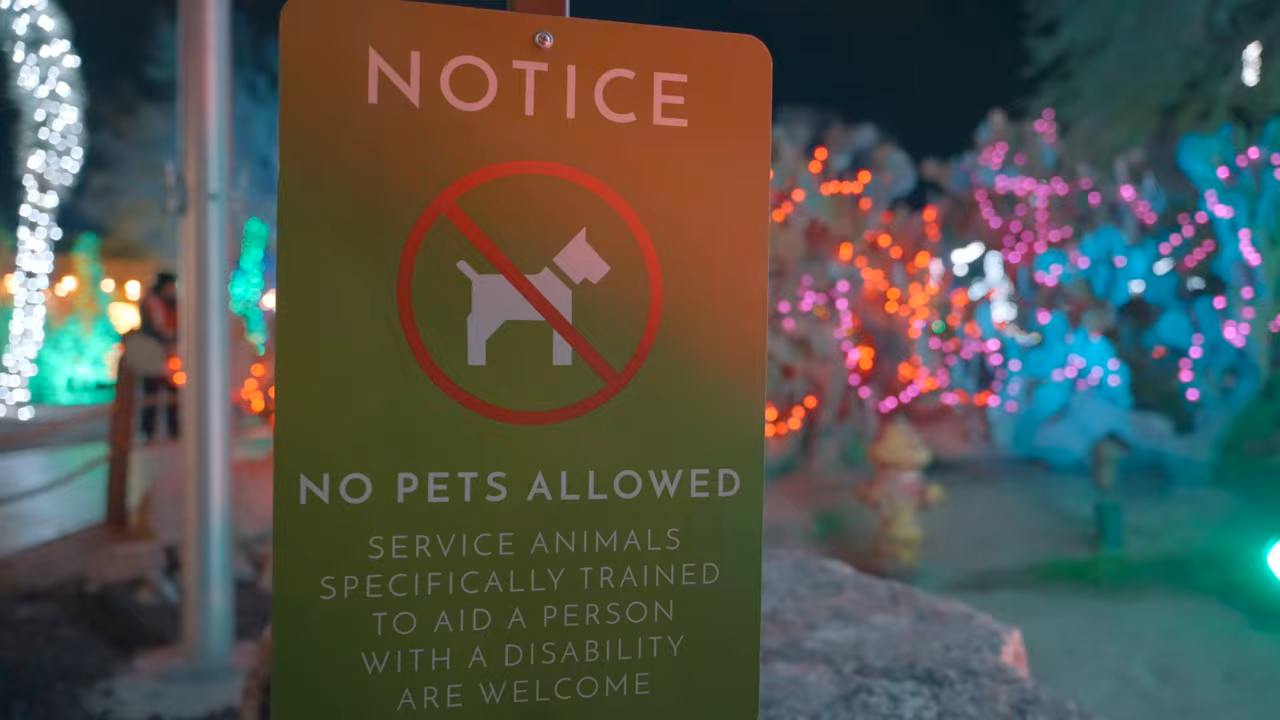 NOTICE
NO PETS ALLOWED
SERVICE ANIMALS
SPECIFICALLY TRAINED
TO AID A PERSON
WITH A DISABILITY
ARE WELCOME